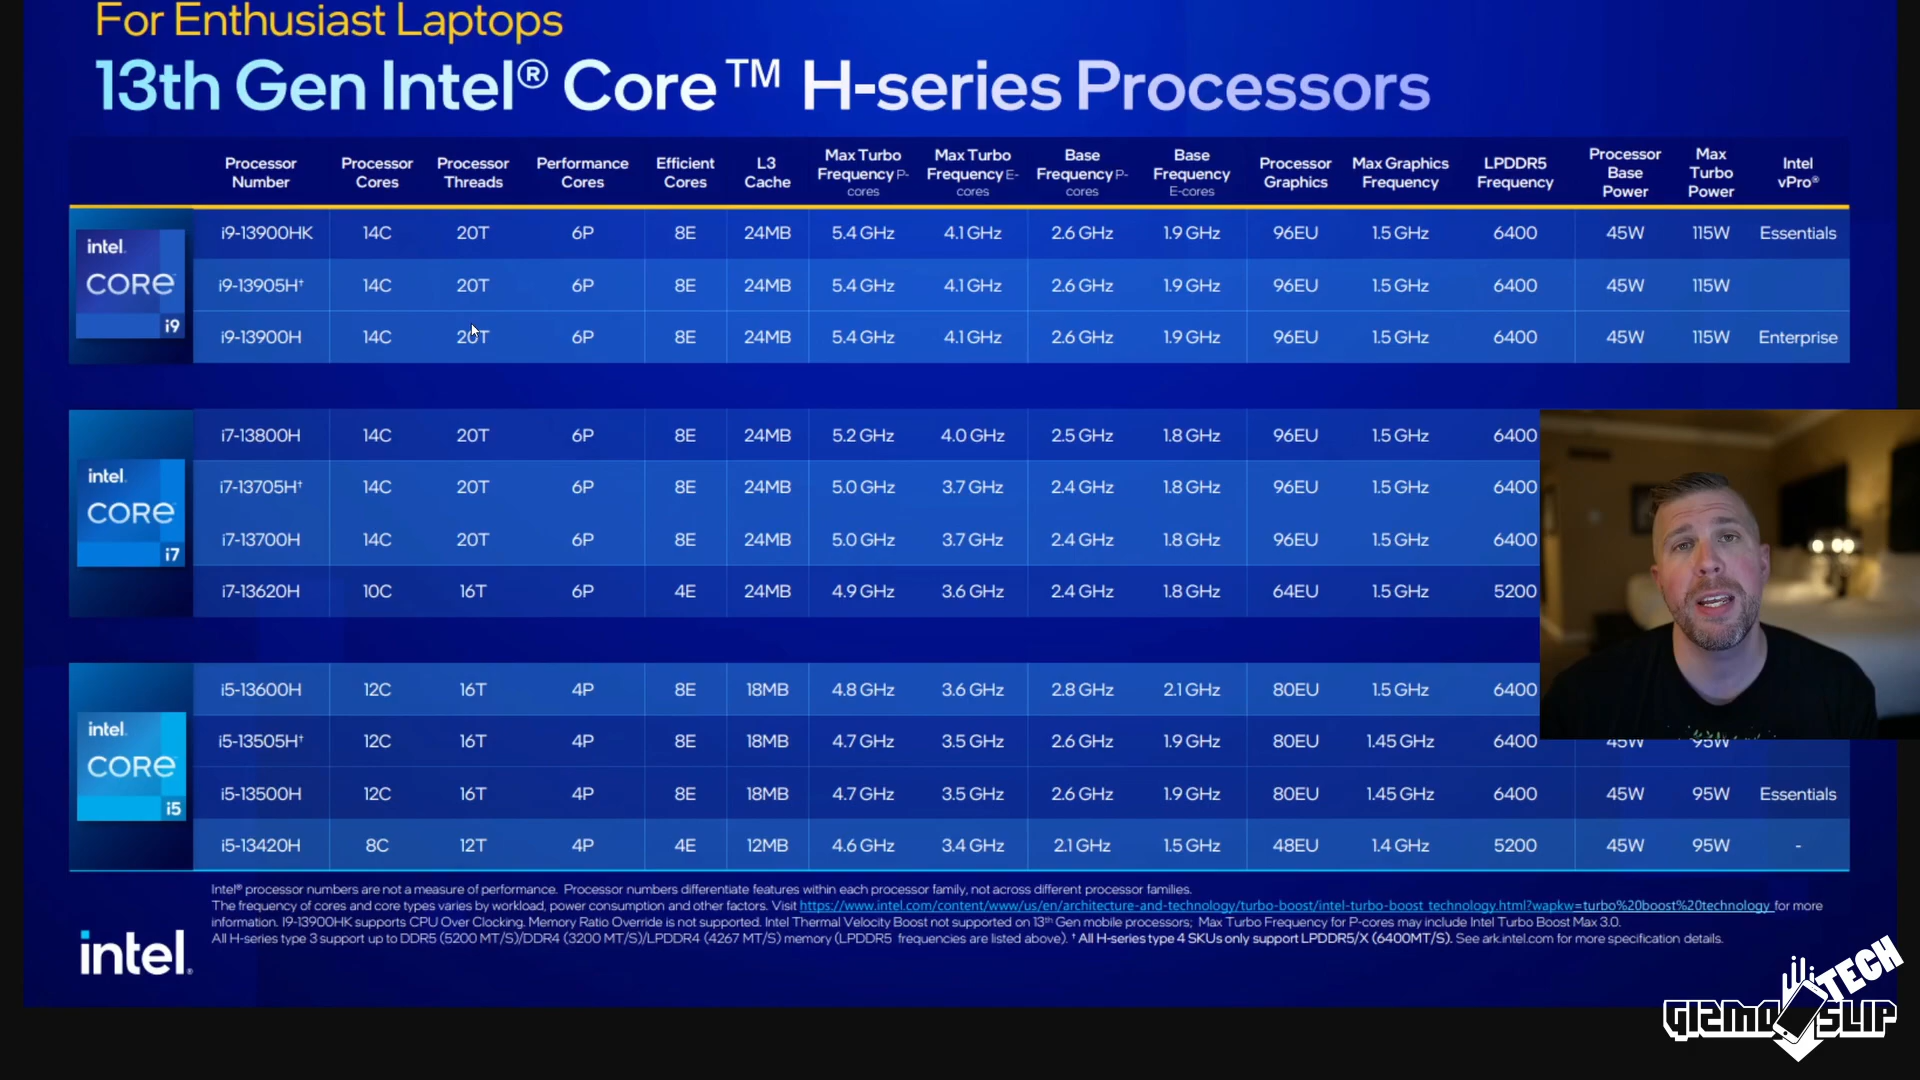 For Enthusiast Laptops
13th Gen Intel® Core™ H-series Processors
Processor Number Processor Cores Processor Threads Performance Cores Efficient Cores L3 Cache Max Turbo Frequency P-cores Max Turbo Frequency E-cores Base Frequency P-cores Base Frequency E-cores Processor Graphics Max Graphics Frequency LPDDR5 Frequency Processor Base Power Max Turbo Power Intel vPro®
intel. CORE i9
i9-13900HK 14C 20T 6P 8E 24MB 5.4 GHz 4.1 GHz 2.6 GHz 1.9 GHz 96EU 1.5 GHz 6400 45W 115W Essentials
i9-13905H† 14C 20T 6P 8E 24MB 5.4 GHz 4.1 GHz 2.6 GHz 1.9 GHz 96EU 1.5 GHz 6400 45W 115W
i9-13900H 14C 20T 6P 8E 24MB 5.4 GHz 4.1 GHz 2.6 GHz 1.9 GHz 96EU 1.5 GHz 6400 45W 115W Enterprise
intel. CORE i7
i7-13800H 14C 20T 6P 8E 24MB 5.2 GHz 4.0 GHz 2.5 GHz 1.8 GHz 96EU 1.5 GHz 6400
i7-13705H† 14C 20T 6P 8E 24MB 5.0 GHz 3.7 GHz 2.4 GHz 1.8 GHz 96EU 1.5 GHz 6400
i7-13700H 14C 20T 6P 8E 24MB 5.0 GHz 3.7 GHz 2.4 GHz 1.8 GHz 96EU 1.5 GHz 6400
i7-13620H 10C 16T 6P 4E 24MB 4.9 GHz 3.6 GHz 2.4 GHz 1.8 GHz 64EU 1.5 GHz 5200
intel. CORE i5
i5-13600H 12C 16T 4P 8E 18MB 4.8 GHz 3.6 GHz 2.8 GHz 2.1 GHz 80EU 1.5 GHz 6400
i5-13505H† 12C 16T 4P 8E 18MB 4.7 GHz 3.5 GHz 2.6 GHz 1.9 GHz 80EU 1.45 GHz 6400 45W 95W
i5-13500H 12C 16T 4P 8E 18MB 4.7 GHz 3.5 GHz 2.6 GHz 1.9 GHz 80EU 1.45 GHz 6400 45W 95W Essentials
i5-13420H 8C 12T 4P 4E 12MB 4.6 GHz 3.4 GHz 2.1 GHz 1.5 GHz 48EU 1.4 GHz 5200 45W 95W -
Intel® processor numbers are not a measure of performance. Processor numbers differentiate features within each processor family, not across different processor families.
The frequency of cores and core types varies by workload, power consumption and other factors. Visit https://www.intel.com/content/www/us/en/architecture-and-technology/turbo-boost/intel-turbo-boost technology.html?wapkw=turbo%20boost%20technology for more
information. I9-13900HK supports CPU Over Clocking. Memory Ratio Override is not supported. Intel Thermal Velocity Boost not supported on 13th Gen mobile processors; Max Turbo Frequency for P-cores may include Intel Turbo Boost Max 3.0.
All H-series type 3 support up to DDR5 (5200 MT/S)/DDR4 (3200 MT/S)/LPDDR4 (4267 MT/S) memory (LPDDR5 frequencies are listed above). † All H-series type 4 SKUs only support LPDDR5/X (6400MT/S). See ark.intel.com for more specification details.
intel.
GIZMO SLIP TECH